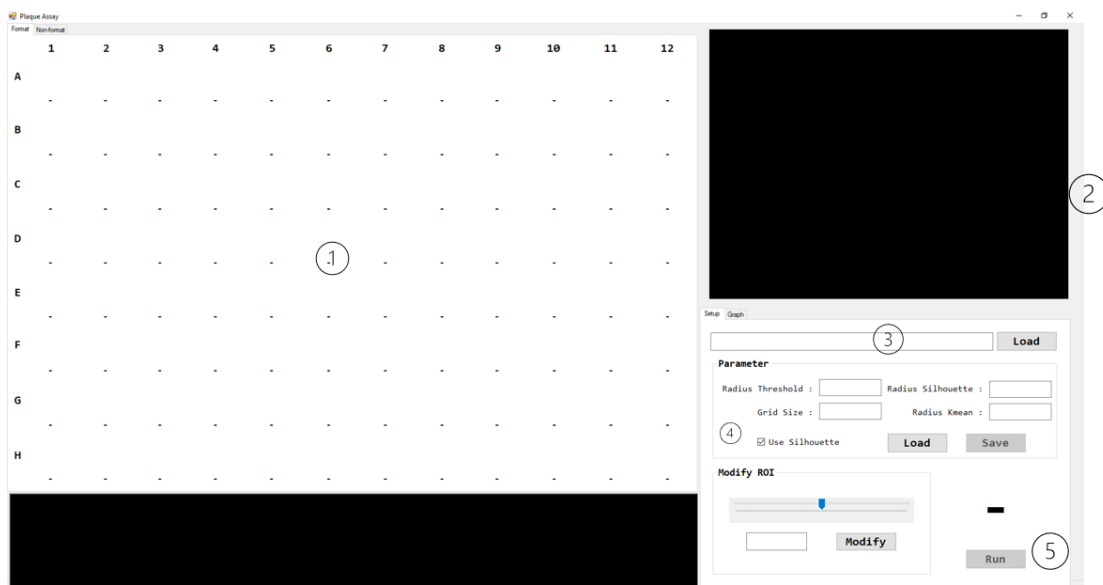 Plaque Assay
Format Non-format
1 2 3 4 5 6 7 8 9 10 11 12
A
- - - - - - - - - - - -
B
- - - - - - - - - - - -
C
- - - - - - - - - - - -
D
- - - - - 1 - - - - - -
E
- - - - - - - - - - - -
F
- - - - - - - - - - - -
G
- - - - - - - - - - - -
H
- - - - - - - - - - - -
2
Setup Graph
3 Load
Parameter
Radius Threshold : Radius Silhouette :
Grid Size : Radius Kmean :
4 Use Silhouette Load Save
Modify ROI
-
Modify
Run 5